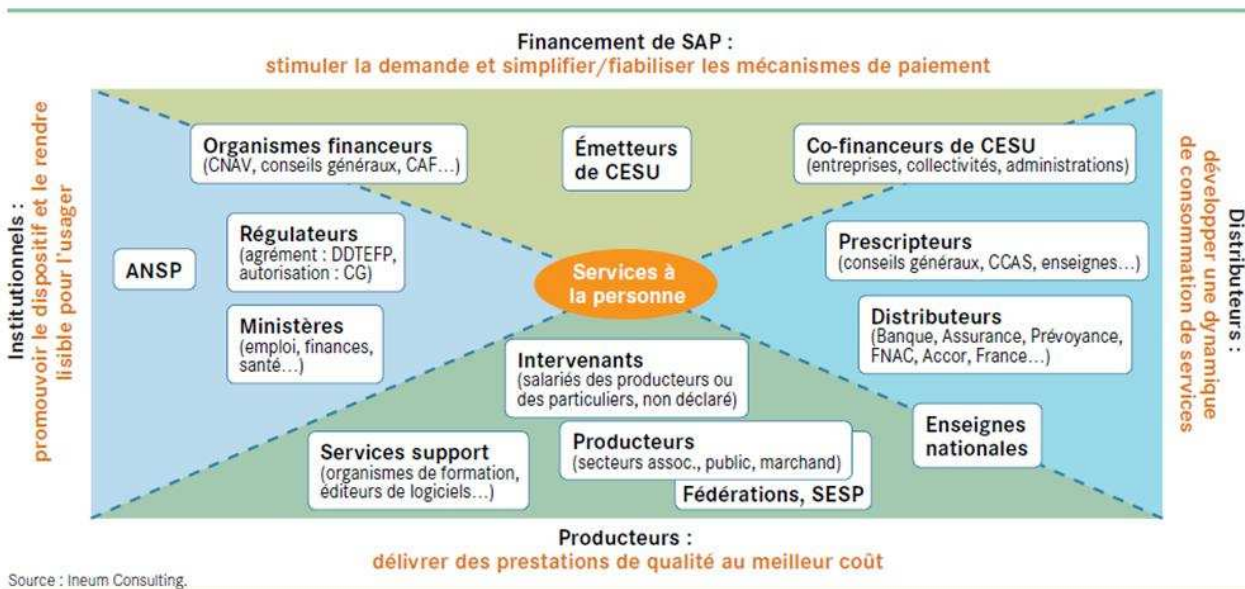 Financement de SAP :
stimuler la demande et simplifier/fiabiliser les mécanismes de paiement
Institutionnels :
promouvoir le dispositif et le rendre
lisible pour l'usager
Organismes financeurs
(CNAV, conseils généraux, CAF...)
Émetteurs
de CESU
Co-financeurs de CESU
(entreprises, collectivités, administrations)
ANSP
Régulateurs
(agrément : DDTEFP,
autorisation : CG)
Ministères
(emploi, finances,
santé...)
Services à
la personne
Prescripteurs
(conseils généraux, CCAS, enseignes...)
Distributeurs
(Banque, Assurance, Prévoyance,
FNAC, Accor, France...)
Enseignes
nationales
Intervenants
(salariés des producteurs ou
des particuliers, non déclaré)
Services support
(organismes de formation,
éditeurs de logiciels...)
Producteurs
(secteurs assoc., public, marchand)
Fédérations, SESP
Distributeurs :
développer une dynamique
de consommation de services
Producteurs :
délivrer des prestations de qualité au meilleur coût
Source : Ineum Consulting.